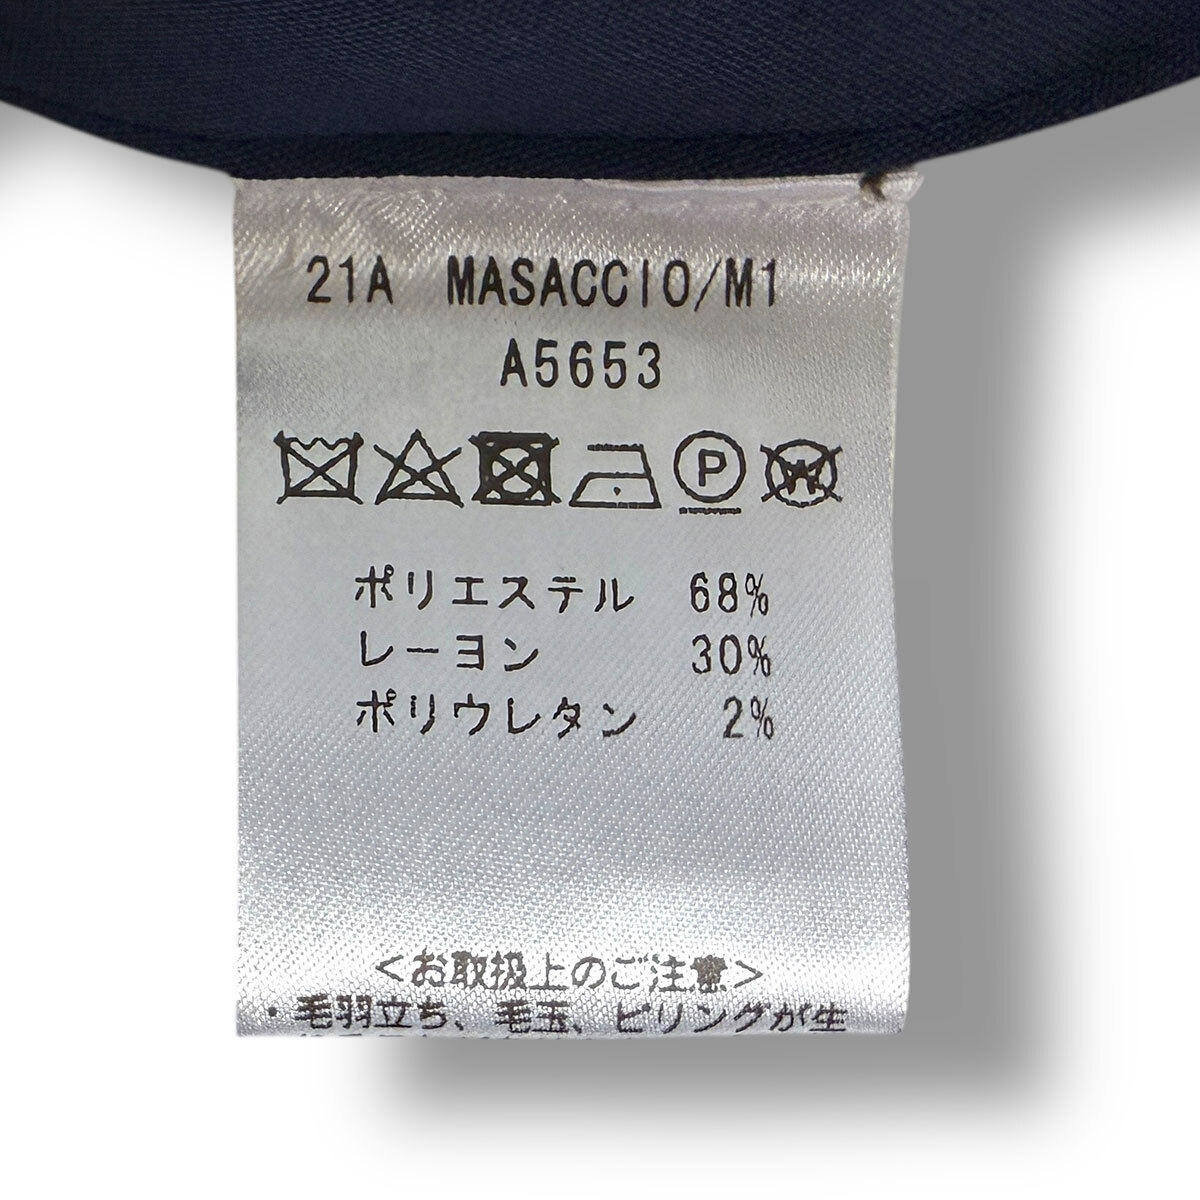 21A MASACCIO/M1
A5653
P W
ポリエステル 68%
レーヨン 30%
ポリウレタン 2%
<お取扱上のご注意>
・毛羽立ち、毛玉、ピリングが生